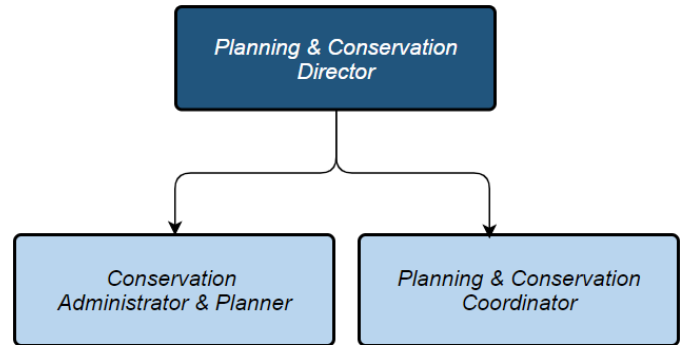 Planning & Conservation
Director
Conservation
Administrator & Planner
Planning & Conservation
Coordinator